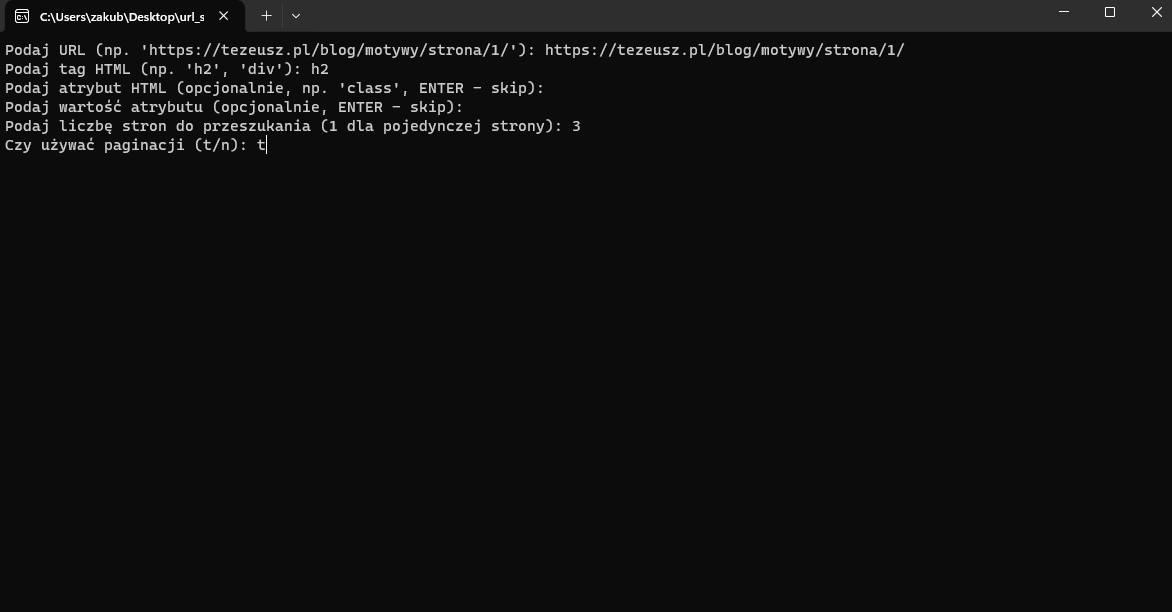 C:\Users\zakub\Desktop\url_s
Podaj URL (np. 'https://tezeusz.pl/blog/motywy/strona/1/'): https://tezeusz.pl/blog/motywy/strona/1/
Podaj tag HTML (np. 'h2', 'div'): h2
Podaj atrybut HTML (opcjonalnie, np. 'class', ENTER - skip):
Podaj wartość atrybutu (opcjonalnie, ENTER - skip):
Podaj liczbę stron do przeszukania (1 dla pojedynczej strony): 3
Czy używać paginacji (t/n): t